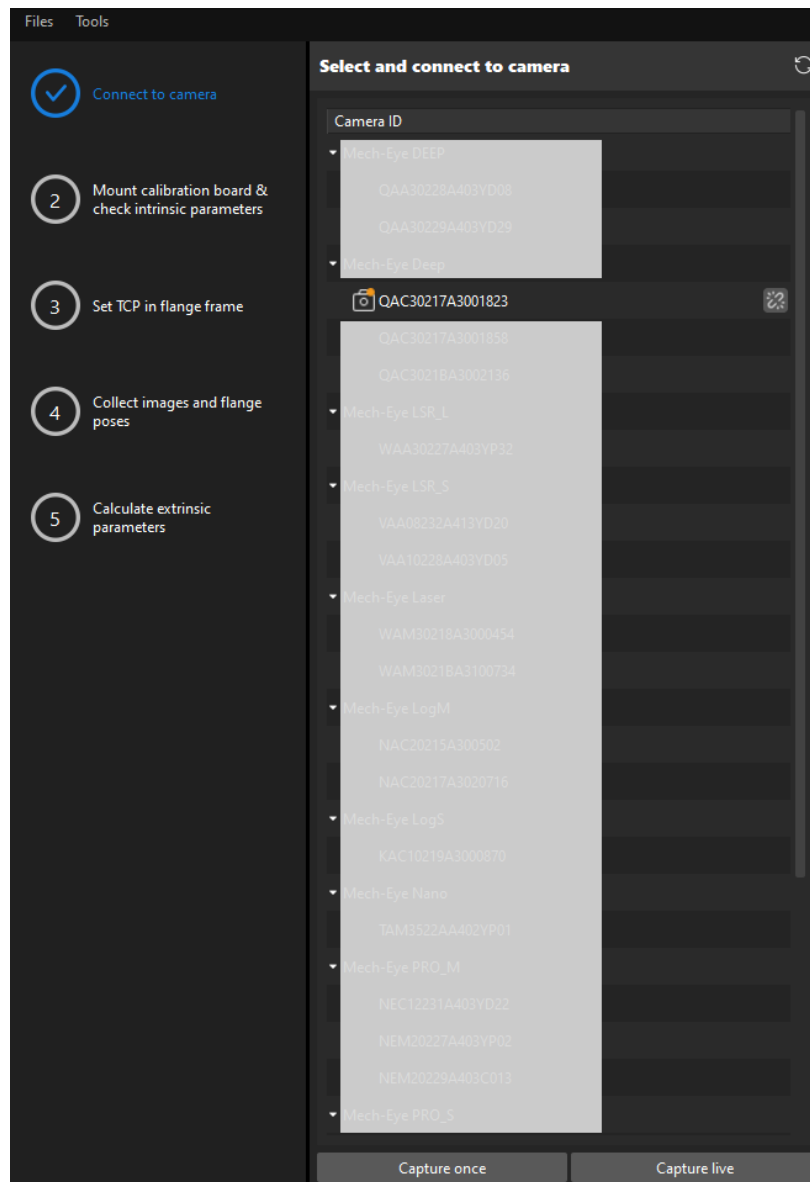 Files Tools
Connect to camera
2 Mount calibration board &
check intrinsic parameters
3 Set TCP in flange frame
4 Collect images and flange
poses
5 Calculate extrinsic
parameters
Select and connect to camera
Camera ID
Mech-Eye DEEP
QAA30228A403YD08
QAA30229A403YD29
Mech-Eye Deep
QAC30217A3001823
QAC30217A3001858
QAC3021BA3002136
Mech-Eye LSR_L
WAA30227A403YP32
Mech-Eye LSR_S
VAA08232A413YD20
VAA10228A403YD05
Mech-Eye Laser
WAM30218A3000454
WAM3021BA3100734
Mech-Eye LogM
NAC20215A300502
NAC20217A3020716
Mech-Eye LogS
KAC10219A3000870
Mech-Eye Nano
TAM3522AA402YP01
Mech-Eye PRO_M
NEC12231A403YD22
NEM20227A403YP02
NEM20229A403C013
Mech-Eye PRO_S
Capture once Capture live